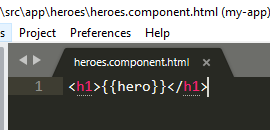 \src\app\heroes\heroes.component.html (my-app)
Project Preferences Help
heroes.component.html ×
1 <h1>{{hero}}</h1>